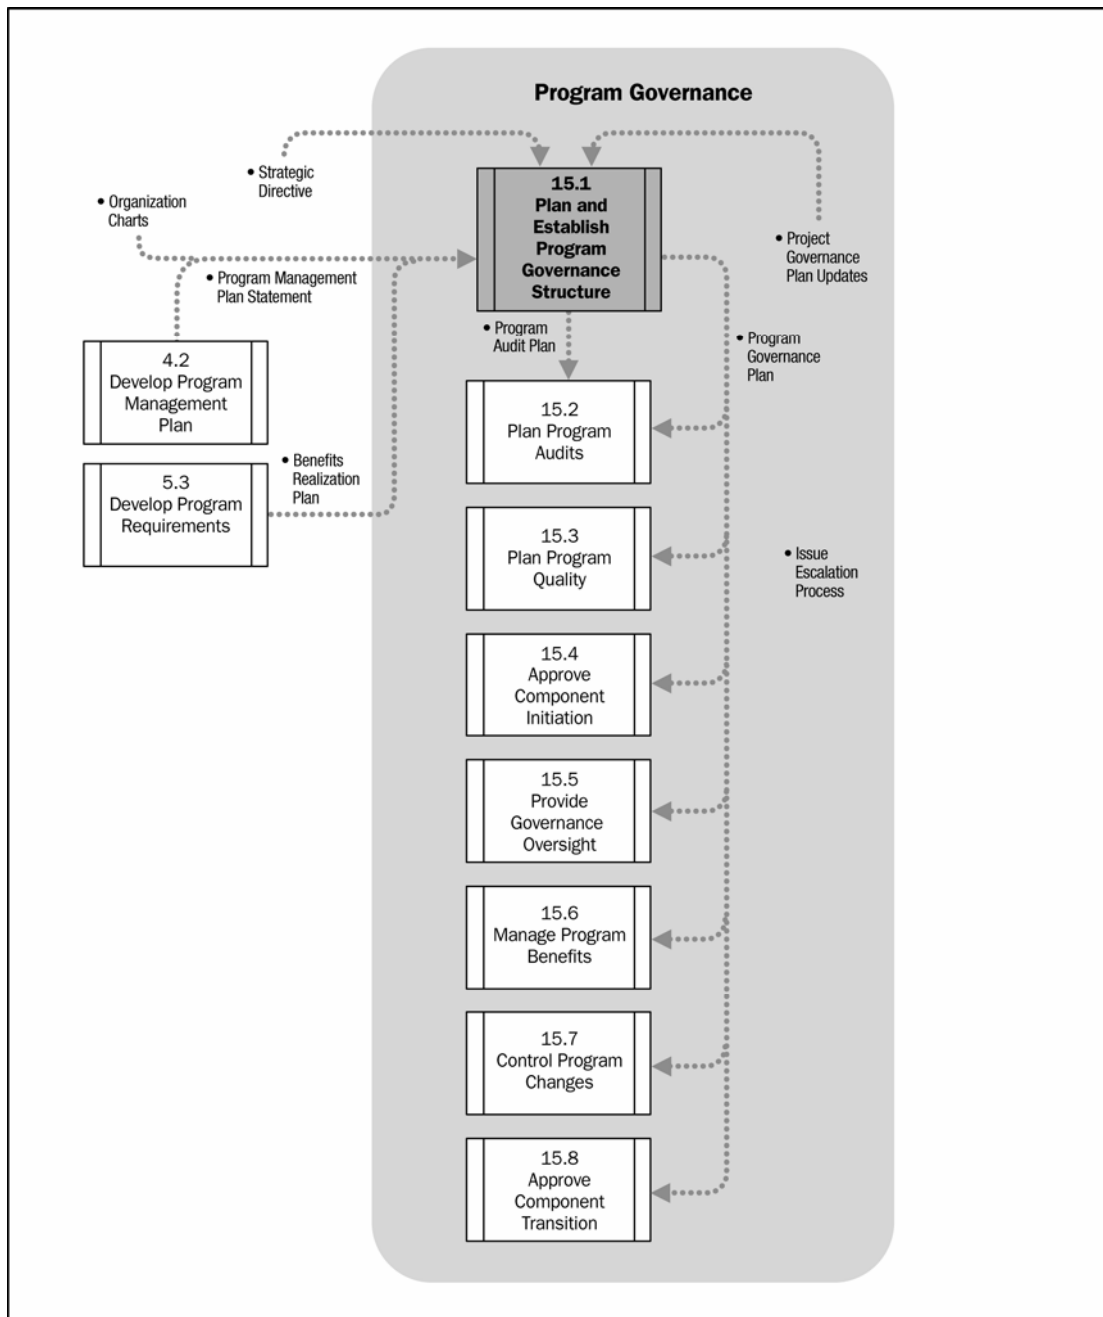 Program Governance
• Strategic
Directive
• Organization
Charts
15.1
Plan and
Establish
Program
Governance
Structure
• Project
Governance
Plan Updates
• Program Management
Plan Statement
• Program
Audit Plan
• Program
Governance
Plan
4.2
Develop Program
Management
Plan
15.2
Plan Program
Audits
• Benefits
Realization
Plan
5.3
Develop Program
Requirements
15.3
Plan Program
Quality
• Issue
Escalation
Process
15.4
Approve
Component
Initiation
15.5
Provide
Governance
Oversight
15.6
Manage Program
Benefits
15.7
Control Program
Changes
15.8
Approve
Component
Transition